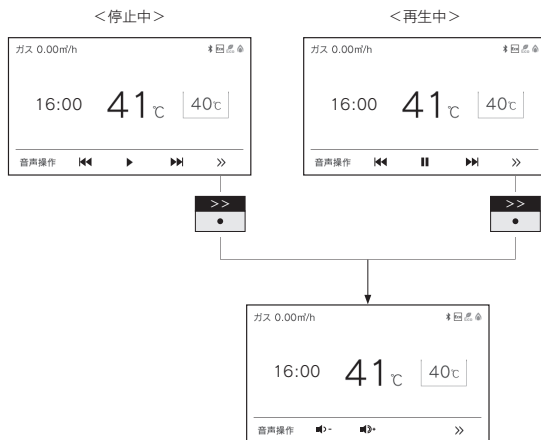 ＜停止中＞
ガス 0.00㎥/h
16:00 41℃ 40℃
音声操作 ⏮ ▶ ⏭ >>
>>
＜再生中＞
ガス 0.00㎥/h
16:00 41℃ 40℃
音声操作 ⏮ ⏸ ⏭ >>
>>
ガス 0.00㎥/h
16:00 41℃ 40℃
音声操作 - + >>